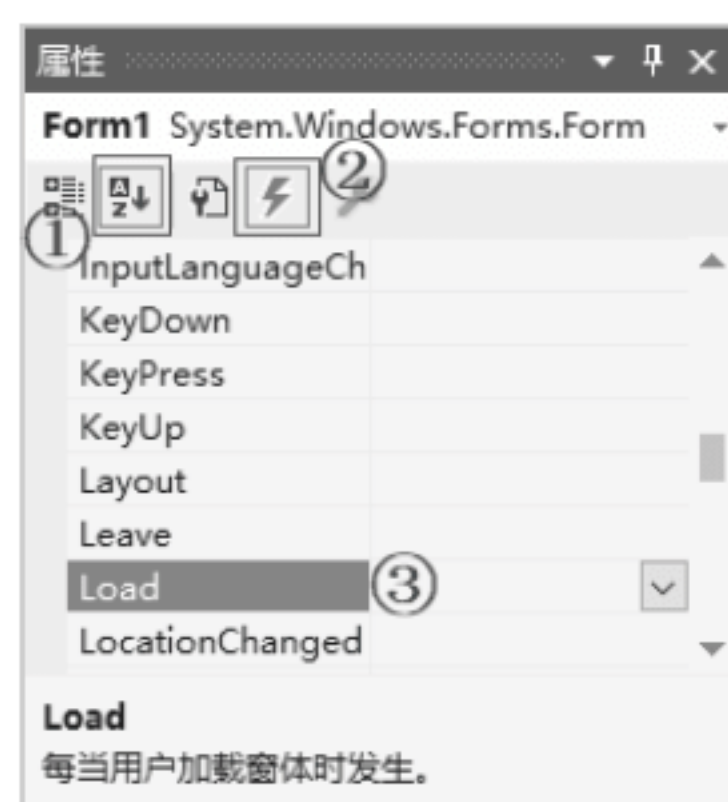 属性
Form1 System.Windows.Forms.Form
②
①
InputLanguageCh
KeyDown
KeyPress
KeyUp
Layout
Leave
Load ③
LocationChanged
Load
每当用户加载窗体时发生。